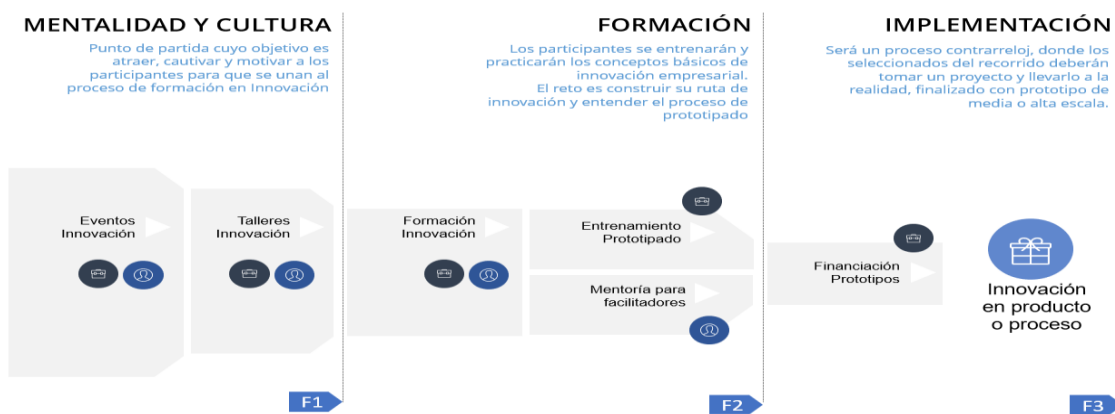 MENTALIDAD Y CULTURA
Punto de partida cuyo objetivo es
atraer, cautivar y motivar a los
participantes para que se unan al
proceso de formación en Innovación
Eventos
Innovación
Talleres
Innovación
F1
FORMACIÓN
Los participantes se entrenarán y
practicarán los conceptos básicos de
innovación empresarial.
El reto es construir su ruta de
innovación y entender el proceso de
prototipado
Formación
Innovación
Entrenamiento
Prototipado
Mentoría para
facilitadores
F2
IMPLEMENTACIÓN
Será un proceso contrarreloj, donde los
seleccionados del recorrido deberán
tomar un proyecto y llevarlo a la
realidad, finalizado con prototipo de
media o alta escala.
Financiación
Prototipos
Innovación
en producto
o proceso
F3